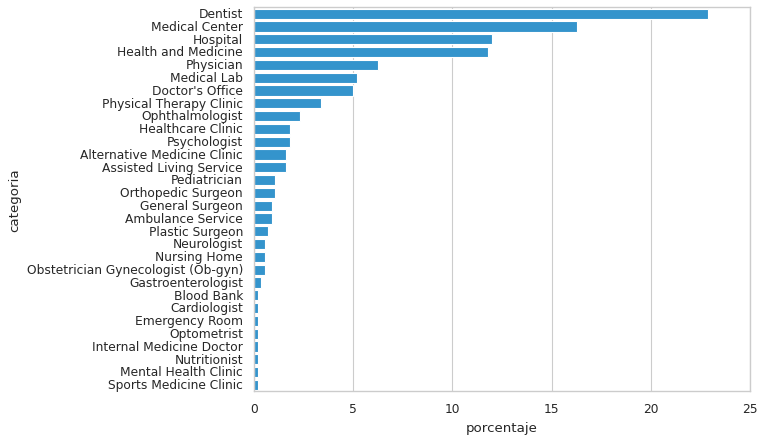 Dentist
Medical Center
Hospital
Health and Medicine
Physician
Medical Lab
Doctor's Office
Physical Therapy Clinic
Ophthalmologist
Healthcare Clinic
Psychologist
Alternative Medicine Clinic
Assisted Living Service
Pediatrician
Orthopedic Surgeon
General Surgeon
Ambulance Service
Plastic Surgeon
Neurologist
Nursing Home
Obstetrician Gynecologist (Ob-gyn)
Gastroenterologist
Blood Bank
Cardiologist
Emergency Room
Optometrist
Internal Medicine Doctor
Nutritionist
Mental Health Clinic
Sports Medicine Clinic
categoria
0 5 10 15 20 25
porcentaje